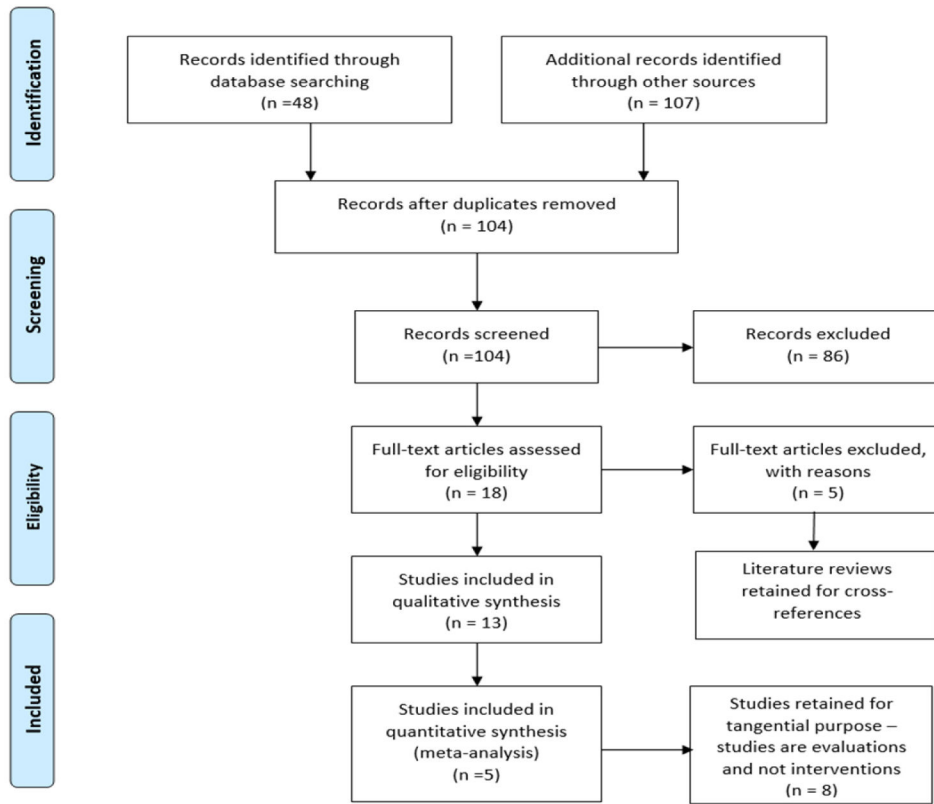 Identification
Records identified through
database searching
(n =48)
Additional records identified
through other sources
(n = 107)
Records after duplicates removed
(n = 104)
Screening
Records screened
(n =104)
Records excluded
(n = 86)
Eligibility
Full-text articles assessed
for eligibility
(n = 18)
Full-text articles excluded,
with reasons
(n = 5)
Literature reviews
retained for cross-
references
Studies included in
qualitative synthesis
(n = 13)
Included
Studies included in
quantitative synthesis
(meta-analysis)
(n =5)
Studies retained for
tangential purpose –
studies are evaluations
and not interventions
(n = 8)